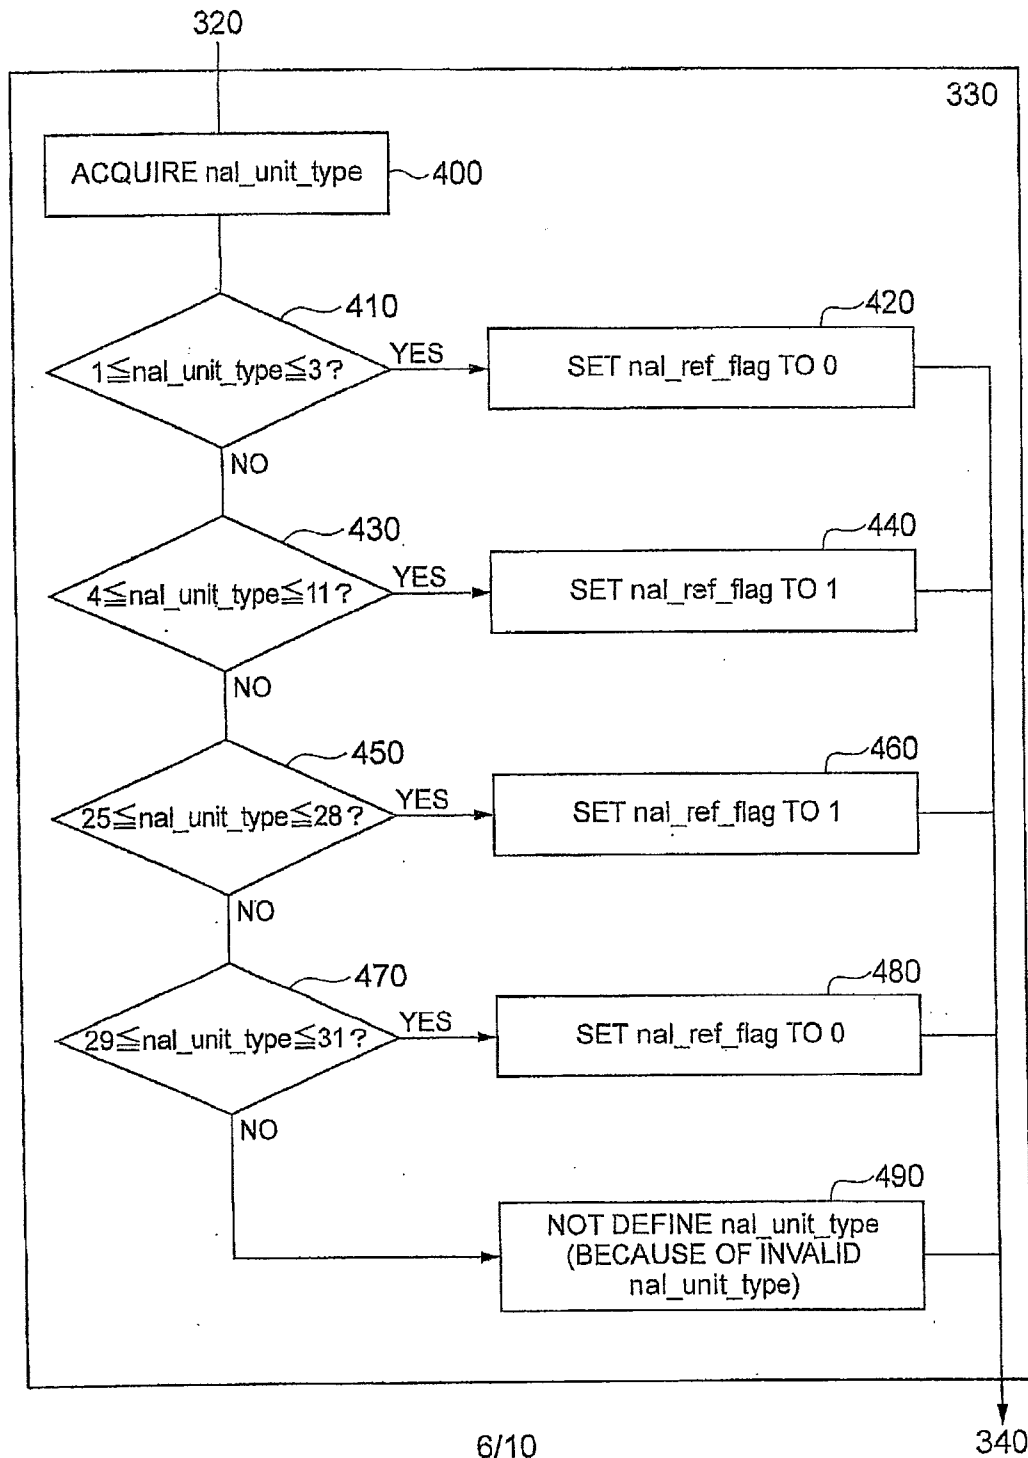 320
330
ACQUIRE nal_unit_type
400
410
1≦nal_unit_type≦3?
YES
420
SET nal_ref_flag TO 0
NO
430
4≦nal_unit_type≦11?
YES
440
SET nal_ref_flag TO 1
NO
450
25≦nal_unit_type≦28?
YES
460
SET nal_ref_flag TO 1
NO
470
29≦nal_unit_type≦31?
YES
480
SET nal_ref_flag TO 0
NO
490
NOT DEFINE nal_unit_type
(BECAUSE OF INVALID
nal_unit_type)
6/10
340